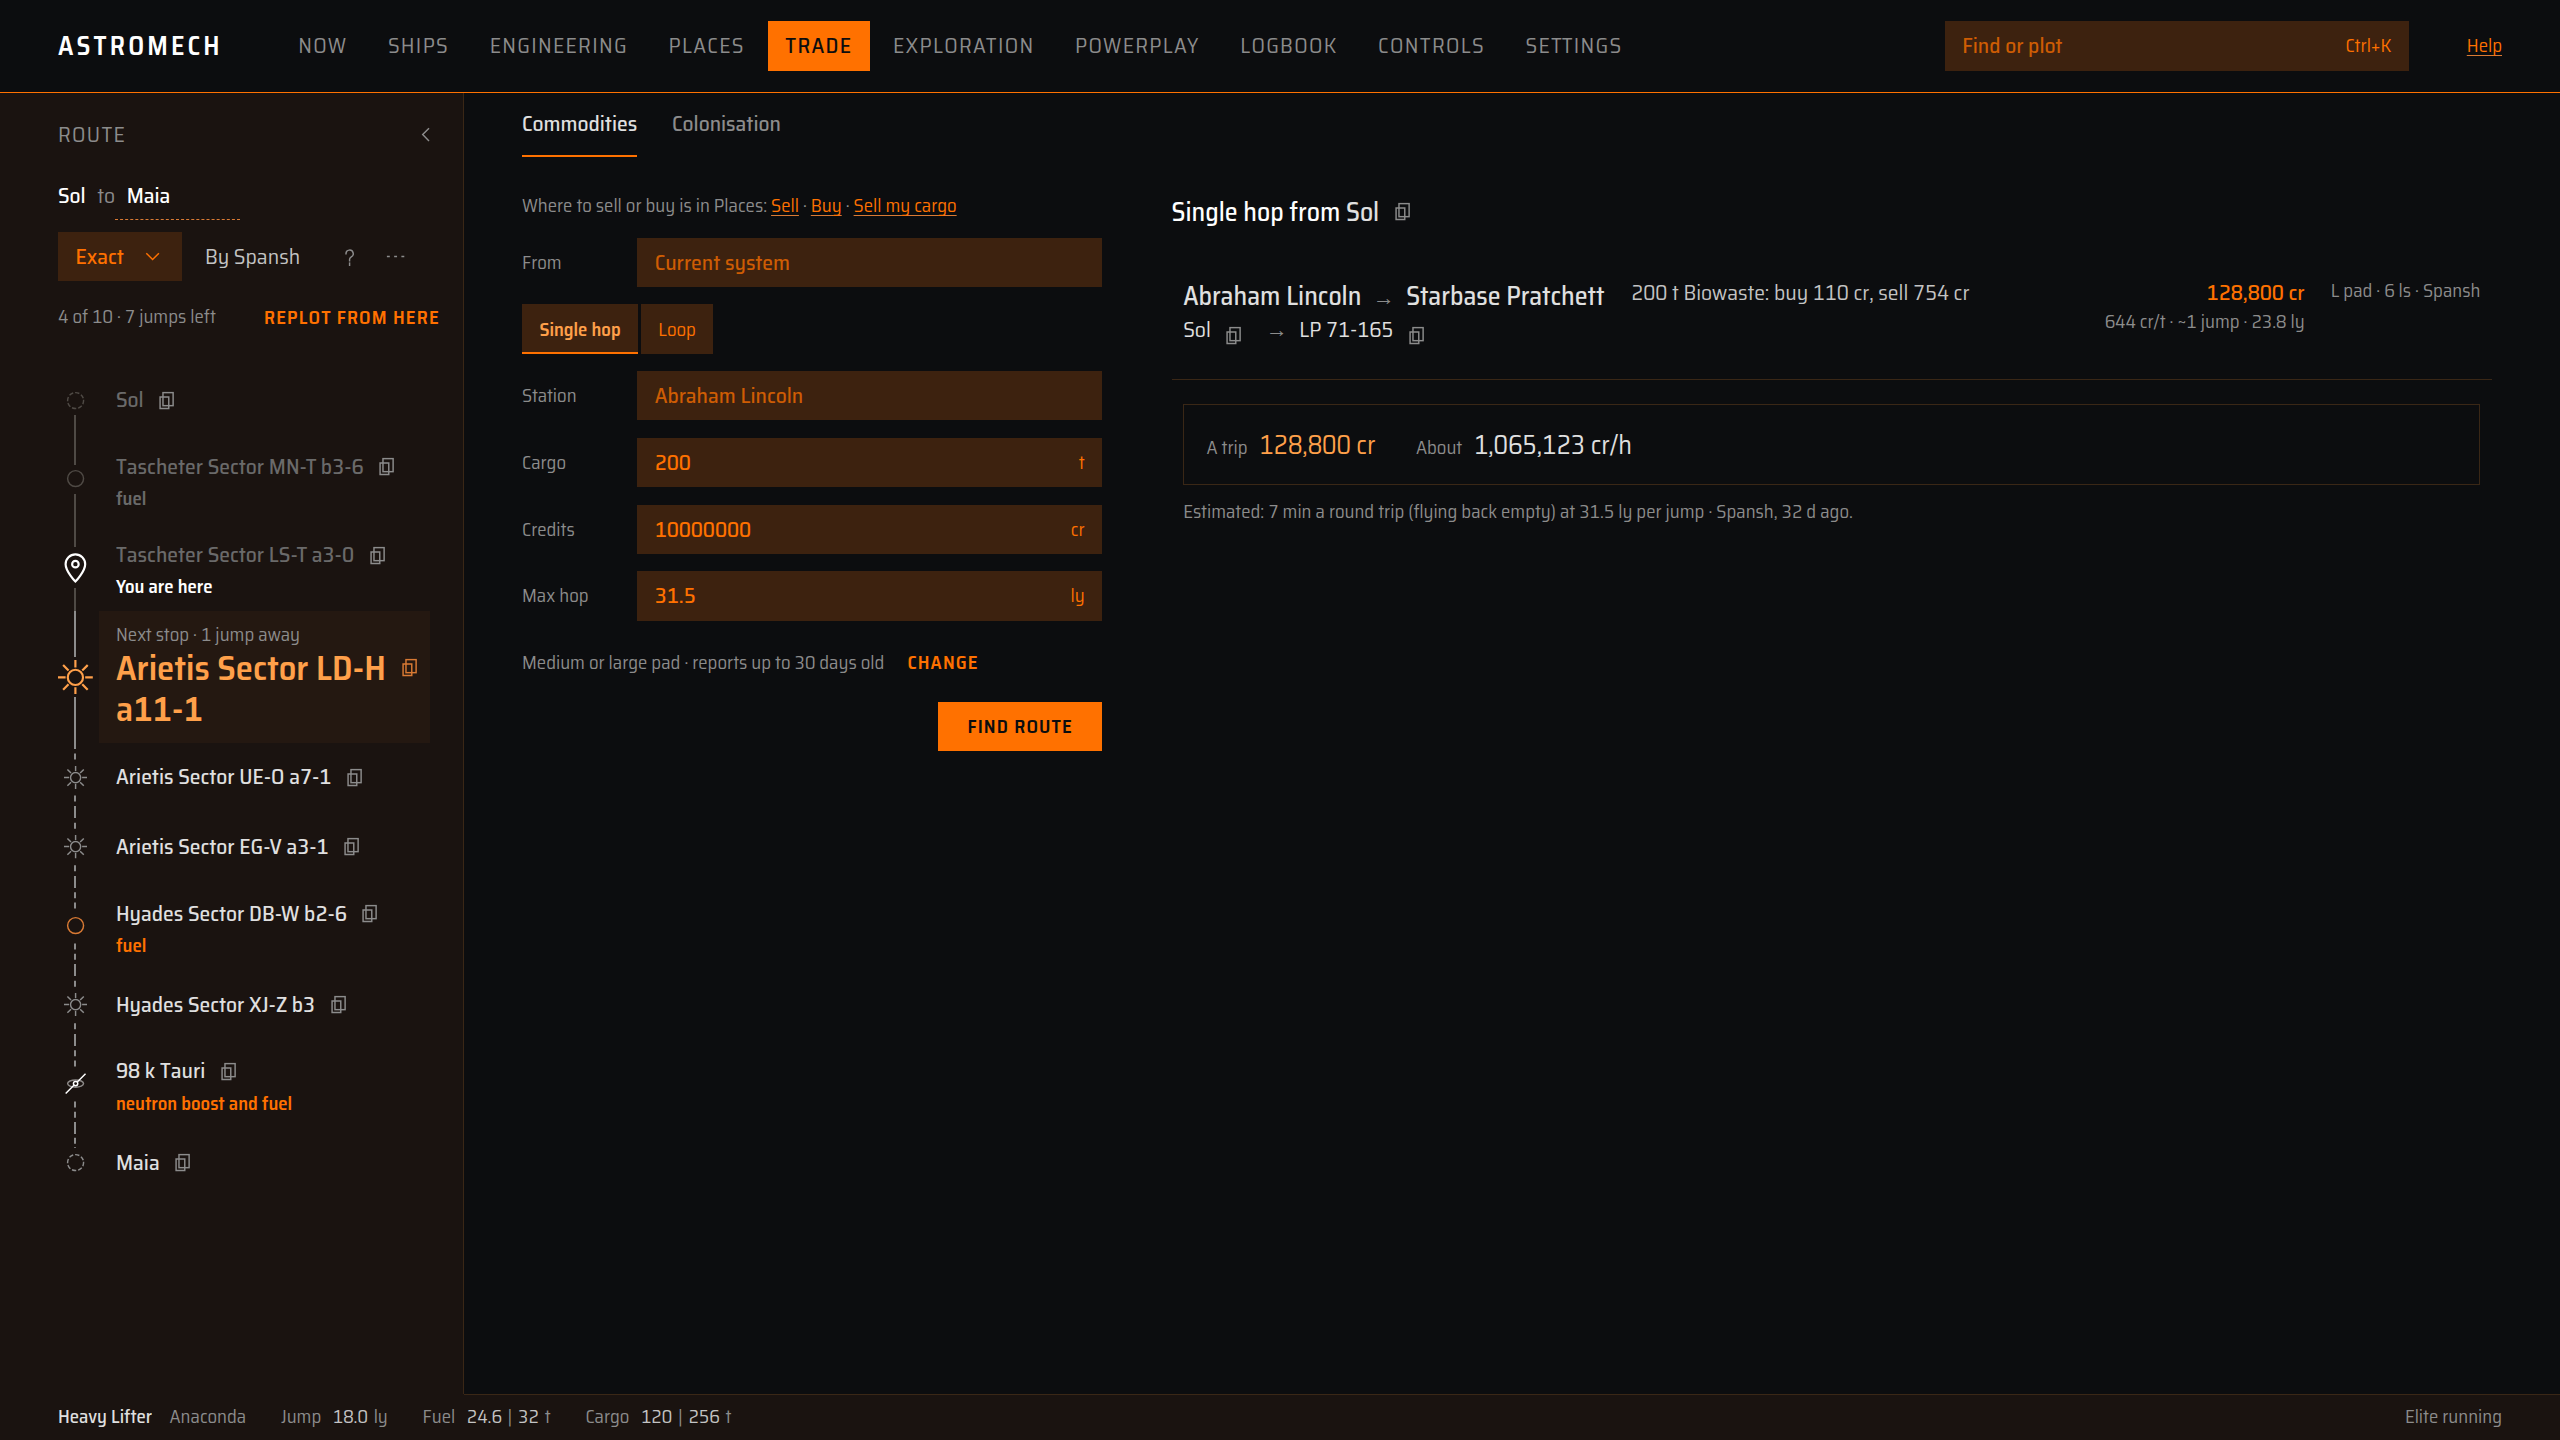 ASTROMECH NOW SHIPS ENGINEERING PLACES TRADE EXPLORATION POWERPLAY LOGBOOK CONTROLS SETTINGS Find or plot Ctrl+K Help
ROUTE
Sol to Maia
Exact By Spansh ? ---
4 of 10 · 7 jumps left REPLOT FROM HERE
Sol
Tascheter Sector MN-T b3-6
fuel
Tascheter Sector LS-T a3-0
You are here
Next stop · 1 jump away
Arietis Sector LD-H
a11-1
Arietis Sector UE-O a7-1
Arietis Sector EG-V a3-1
Hyades Sector DB-W b2-6
fuel
Hyades Sector XJ-Z b3
98 k Tauri
neutron boost and fuel
Maia
Commodities Colonisation
Where to sell or buy is in Places: Sell · Buy · Sell my cargo
From Current system
Single hop Loop
Station Abraham Lincoln
Cargo 200 t
Credits 10000000 cr
Max hop 31.5 ly
Medium or large pad · reports up to 30 days old CHANGE
FIND ROUTE
Single hop from Sol
Abraham Lincoln → Starbase Pratchett 200 t Biowaste: buy 110 cr, sell 754 cr 128,800 cr L pad · 6 ls · Spansh
Sol → LP 71-165 644 cr/t · ~1 jump · 23.8 ly
A trip 128,800 cr About 1,065,123 cr/h
Estimated: 7 min a round trip (flying back empty) at 31.5 ly per jump · Spansh, 32 d ago.
Heavy Lifter Anaconda Jump 18.0 ly Fuel 24.6 | 32 t Cargo 120 | 256 t Elite running